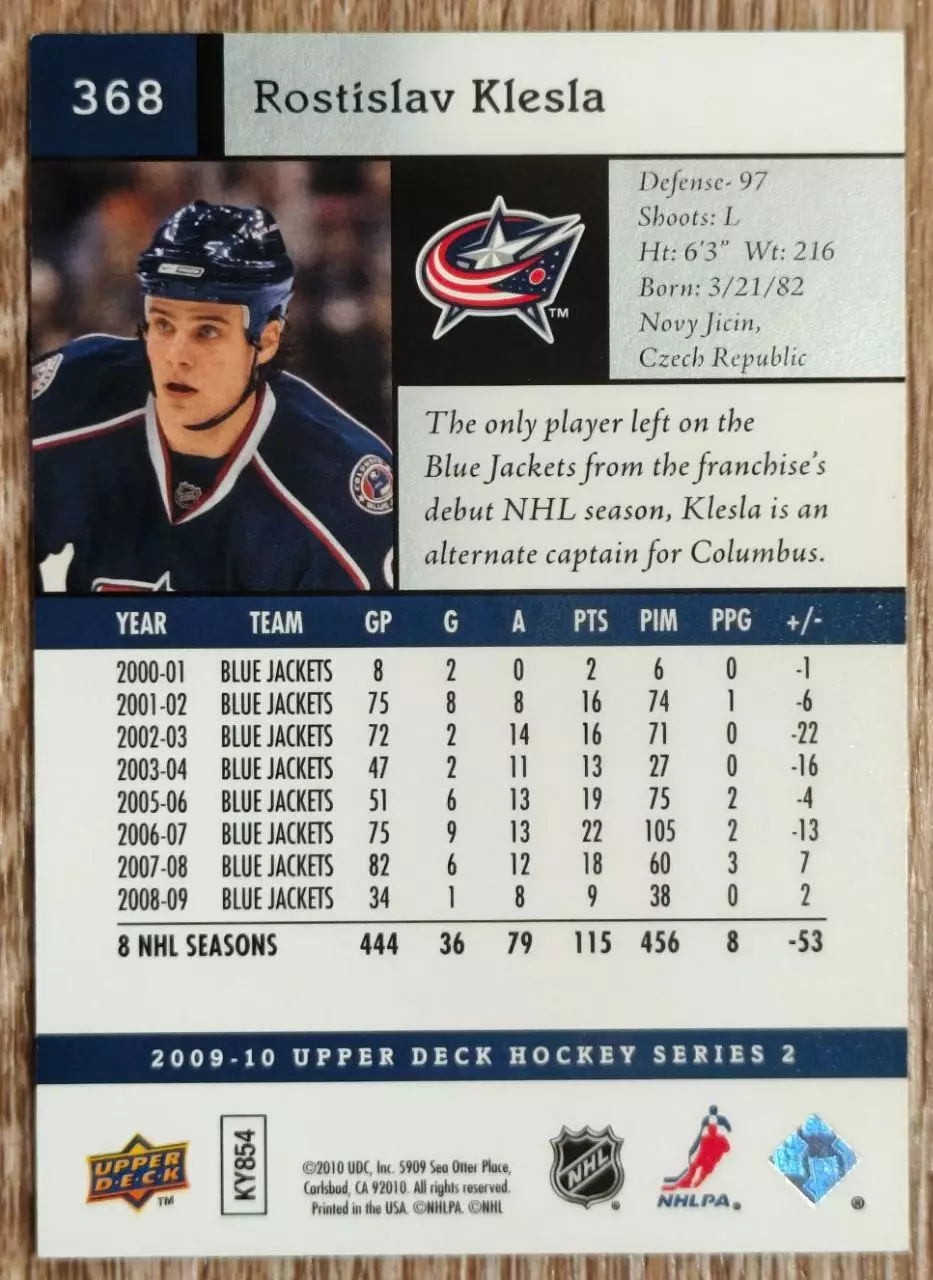 368
Rostislav Klesla
Defense- 97
Shoots: L
Ht: 6'3" Wt: 216
Born: 3/21/82
Novy Jicin,
Czech Republic
TM
The only player left on the
Blue Jackets from the franchise's
debut NHL season, Klesla is an
alternate captain for Columbus.
YEAR TEAM GP G A PTS PIM PPG +/-
2000-01 BLUE JACKETS 8 2 0 2 6 0 -1
2001-02 BLUE JACKETS 75 8 8 16 74 1 -6
2002-03 BLUE JACKETS 72 2 14 16 71 0 -22
2003-04 BLUE JACKETS 47 2 11 13 27 0 -16
2005-06 BLUE JACKETS 51 6 13 19 75 2 -4
2006-07 BLUE JACKETS 75 9 13 22 105 2 -13
2007-08 BLUE JACKETS 82 6 12 18 60 3 7
2008-09 BLUE JACKETS 34 1 8 9 38 0 2
8 NHL SEASONS 444 36 79 115 456 8 -53
2009-10 UPPER DECK HOCKEY SERIES 2
UPPER
DECK
TM
KY854
©2010 UDC, Inc. 5909 Sea Otter Place,
Carlsbad, CA 92010. All rights reserved.
Printed in the USA. ©NHLPA. ©NHL
NHL
®
NHLPA®
®